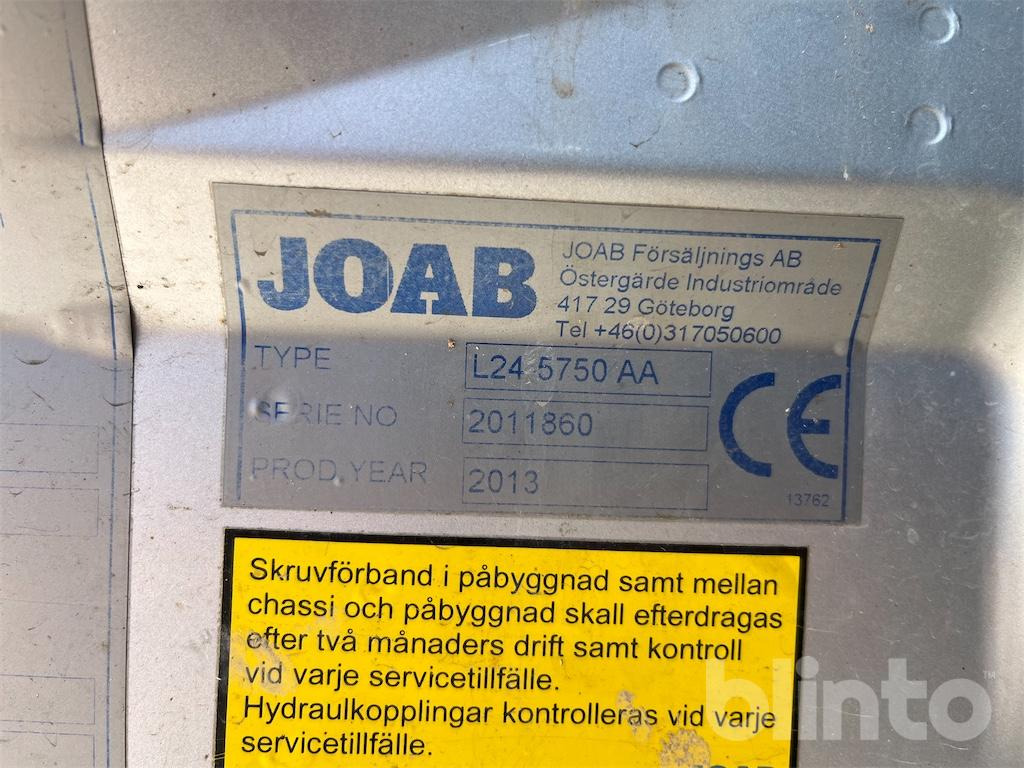 JOAB
JOAB Försäljnings AB
Östergärde Industriområde
417 29 Göteborg
Tel +46(0)317050600
TYPE L24 5750 AA
SERIE NO 2011860
PROD.YEAR 2013
CE
13762
Skruvförband i påbyggnad samt mellan
chassi och påbyggnad skall efterdragas
efter två månaders drift samt kontroll
vid varje servicetillfälle.
Hydraulkopplingar kontrolleras vid varje
servicetillfälle.
JOAB
blinto™